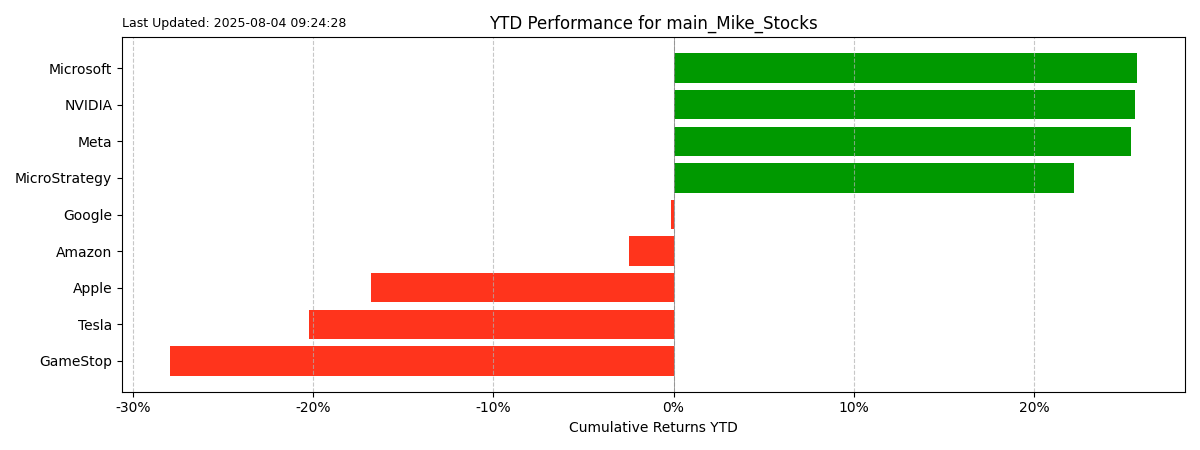 Last Updated: 2025-08-04 09:24:28
YTD Performance for main_Mike_Stocks
Microsoft
NVIDIA
Meta
MicroStrategy
Google
Amazon
Apple
Tesla
GameStop
-30% -20% -10% 0% 10% 20%
Cumulative Returns YTD